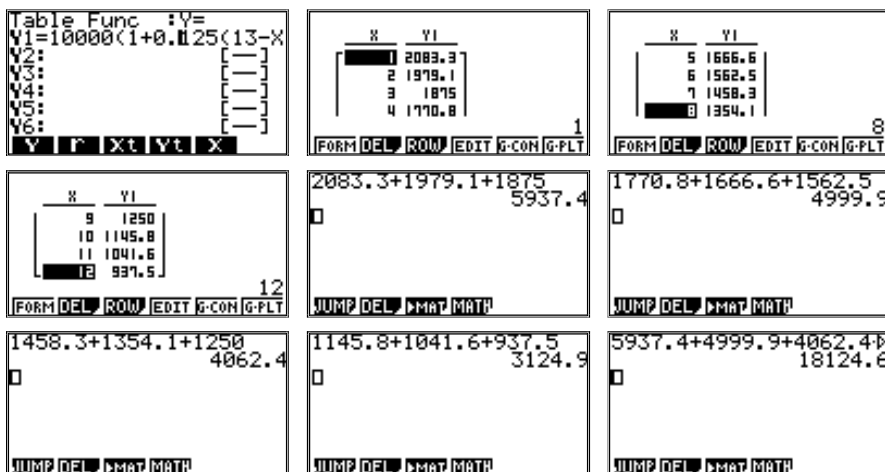 Table Func :Y=
Y1=10000(1+0.0125(13-X
Y2: [—]
Y3: [—]
Y4: [—]
Y5: [—]
Y6: [—]
Y r Xt Yt X
X Y1
1 2083.3
2 1979.1
3 1875
4 1770.8
1
FORM DEL ROW EDIT G·CON G·PLT
X Y1
5 1666.6
6 1562.5
7 1458.3
8 1354.1
8
FORM DEL ROW EDIT G·CON G·PLT
X Y1
9 1250
10 1145.8
11 1041.6
12 937.5
12
FORM DEL ROW EDIT G·CON G·PLT
2083.3+1979.1+1875
5937.4
JUMP DEL ▶MAT MATH
1770.8+1666.6+1562.5
4999.9
JUMP DEL ▶MAT MATH
1458.3+1354.1+1250
4062.4
JUMP DEL ▶MAT MATH
1145.8+1041.6+937.5
3124.9
JUMP DEL ▶MAT MATH
5937.4+4999.9+4062.4
18124.6
JUMP DEL ▶MAT MATH